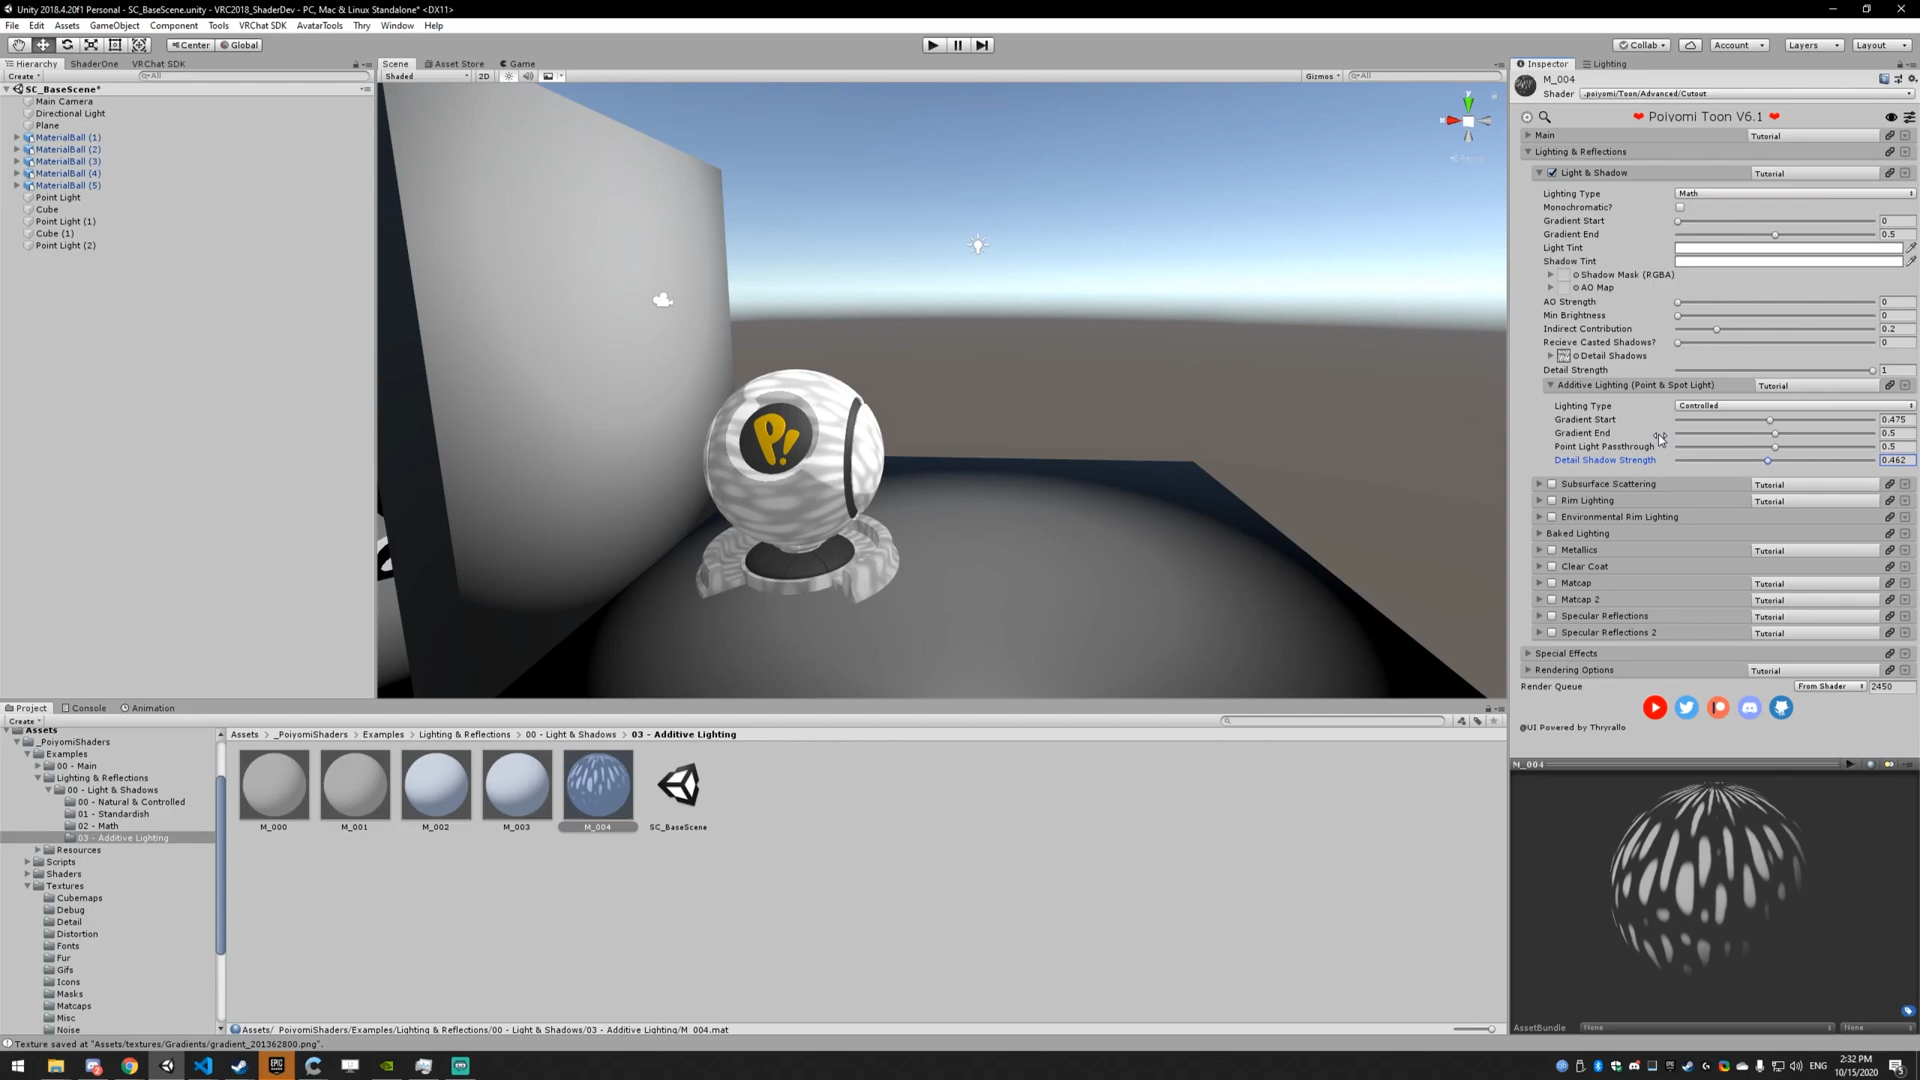 Unity 2018.4.20f1 Personal - SC_BaseScene.unity - VRC2018_ShaderDev - PC, Mac & Linux Standalone* <DX11>
File Edit Assets GameObject Component Tools VRChat SDK AvatarTools Thry Window Help
Center Global Collab Account Layers Layout
Hierarchy ShaderOne VRChat SDK
Create All
SC_BaseScene*
Main Camera
Directional Light
Plane
MaterialBall (1)
MaterialBall (2)
MaterialBall (3)
MaterialBall (4)
MaterialBall (5)
Point Light
Cube
Point Light (1)
Cube (1)
Point Light (2)
Scene Asset Store Game
Shaded 2D Gizmos All
y
x
Persp
P!
Inspector Lighting
M_004
Shader .poiyomi/Toon/Advanced/Cutout
❤ Poiyomi Toon V6.1 ❤
Main Tutorial
Lighting & Reflections
Light & Shadow Tutorial
Lighting Type Math
Monochromatic?
Gradient Start 0
Gradient End 0.5
Light Tint
Shadow Tint
Shadow Mask (RGBA)
AO Map
AO Strength 0
Min Brightness 0
Indirect Contribution 0.2
Recieve Casted Shadows? 0
Detail Shadows
Detail Strength 1
Additive Lighting (Point & Spot Light) Tutorial
Lighting Type Controlled
Gradient Start 0.475
Gradient End 0.5
Point Light Passthrough 0.5
Detail Shadow Strength 0.462
Subsurface Scattering Tutorial
Rim Lighting Tutorial
Environmental Rim Lighting
Baked Lighting
Metallics Tutorial
Clear Coat
Matcap Tutorial
Matcap 2 Tutorial
Specular Reflections Tutorial
Specular Reflections 2 Tutorial
Special Effects
Rendering Options Tutorial
Render Queue From Shader 2450
@UI Powered by Thryrallo
M_004
AssetBundle None None
Project Console Animation
Create
Assets
_PoiyomiShaders
Examples
00 - Main
Lighting & Reflections
00 - Light & Shadows
00 - Natural & Controlled
01 - Standardish
02 - Math
03 - Additive Lighting
Resources
Scripts
Shaders
Textures
Cubemaps
Debug
Detail
Distortion
Fonts
Fur
Gifs
Icons
Masks
Matcaps
Misc
Noise
Assets > _PoiyomiShaders > Examples > Lighting & Reflections > 00 - Light & Shadows > 03 - Additive Lighting
M_000 M_001 M_002 M_003 M_004 SC_BaseScene
Assets/_PoiyomiShaders/Examples/Lighting & Reflections/00 - Light & Shadows/03 - Additive Lighting/M_004.mat
Texture saved at "Assets/textures/Gradients/gradient_201362800.png".
EPIC GAMES
ENG
2:32 PM
10/15/2020
5